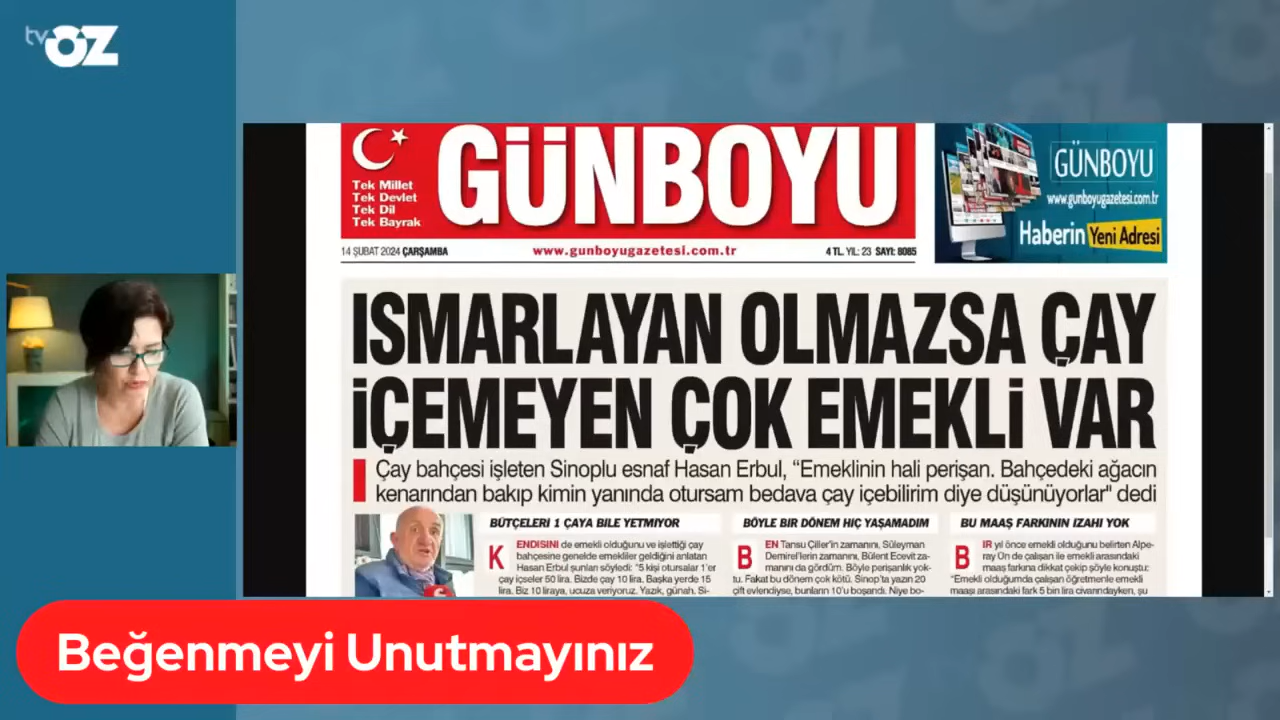 tv ÖZ
Tek Millet
Tek Devlet
Tek Dil
Tek Bayrak
GÜNBOYU
14 ŞUBAT 2024 ÇARŞAMBA
www.gunboyugazetesi.com.tr
4 TL. YIL: 23 SAYI: 8085
GÜNBOYU
www.gunboyugazetesi.com.tr
Haberin Yeni Adresi
ISMARLAYAN OLMAZSA ÇAY
İÇEMEYEN ÇOK EMEKLİ VAR
Çay bahçesi işleten Sinoplu esnaf Hasan Erbul, “Emeklinin hali perişan. Bahçedeki ağacın
kenarından bakıp kimin yanında otursam bedava çay içebilirim diye düşünüyorlar" dedi
BÜTÇELERİ 1 ÇAYA BİLE YETMİYOR
KENDISINI de emekli olduğunu ve işlettiği çay
bahçesine genelde emekliler geldiğini anlatan
Hasan Erbul şunları söyledi: "5 kişi otursalar 1'er
çay içseler 50 lira. Bizde çay 10 lira. Başka yerde 15
lira. Biz 10 liraya, ucuza veriyoruz. Yazık, günah. Si-
BÖYLE BİR DÖNEM HİÇ YAŞAMADIM
BEN Tansu Çiller'in zamanını, Süleyman
Demirel'lerin zamanını, Bülent Ecevit za-
manını da gördüm. Böyle perişanlık yok-
tu. Fakat bu dönem çok kötü. Sinop'ta yazın 20
çift evlendiyse, bunların 10'u boşandı. Niye bo-
BU MAAŞ FARKININ İZAHI YOK
BIR yıl önce emekli olduğunu belirten Alpe-
ray Ün de çalışan ile emekli arasındaki
maaş farkına dikkat çekip şöyle konuştu:
"Emekli olduğumda çalışan öğretmenle emekli
maaşı arasındaki fark 5 bin lira civarındayken, şu
Beğenmeyi Unutmayınız